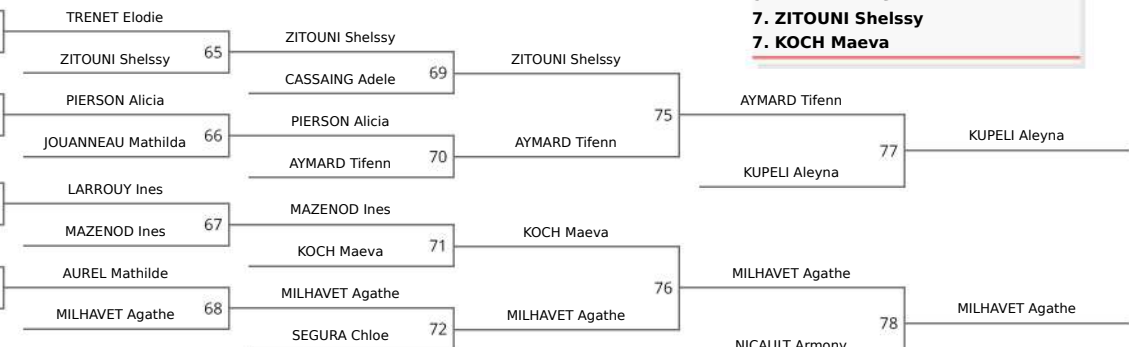 TRENET Elodie
ZITOUNI Shelssy
65
PIERSON Alicia
JOUANNEAU Mathilda
66
LARROUY Ines
MAZENOD Ines
67
AUREL Mathilde
MILHAVET Agathe
68
ZITOUNI Shelssy
CASSAING Adele
69
PIERSON Alicia
AYMARD Tifenn
70
MAZENOD Ines
KOCH Maeva
71
MILHAVET Agathe
SEGURA Chloe
72
ZITOUNI Shelssy
AYMARD Tifenn
75
KOCH Maeva
MILHAVET Agathe
76
AYMARD Tifenn
KUPELI Aleyna
77
MILHAVET Agathe
NICAULT Armony
78
KUPELI Aleyna
MILHAVET Agathe
7. ZITOUNI Shelssy
7. KOCH Maeva